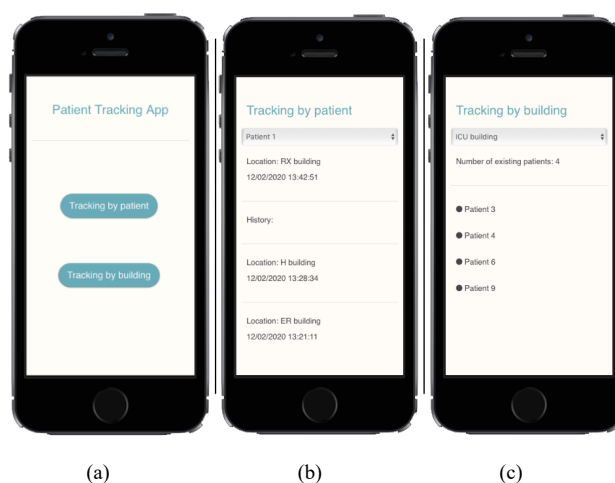 Patient Tracking App
Tracking by patient
Tracking by building
Tracking by patient
Patient 1
Location: RX building
12/02/2020 13:42:51
History:
Location: H building
12/02/2020 13:28:34
Location: ER building
12/02/2020 13:21:11
Tracking by building
ICU building
Number of existing patients: 4
Patient 3
Patient 4
Patient 6
Patient 9
(a)
(b)
(c)